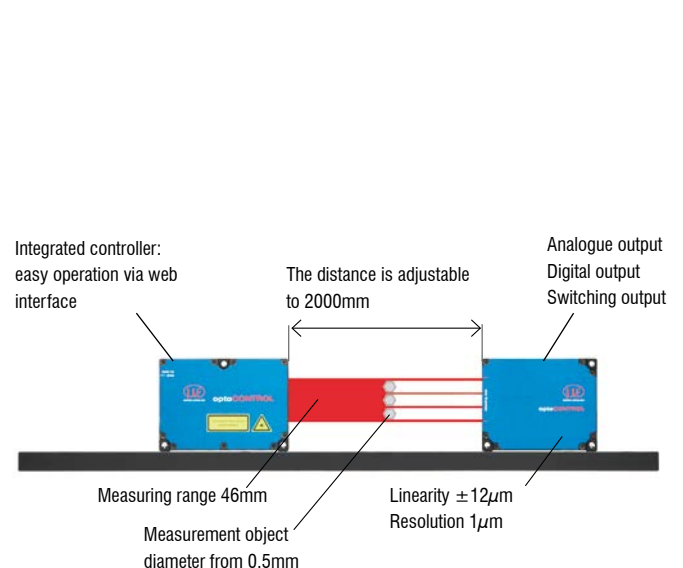 Integrated controller:
easy operation via web
interface
The distance is adjustable
to 2000mm
Analogue output
Digital output
Switching output
optoCONTROL
optoCONTROL
Measuring range 46mm
Measurement object
diameter from 0.5mm
Linearity ±12µm
Resolution 1µm